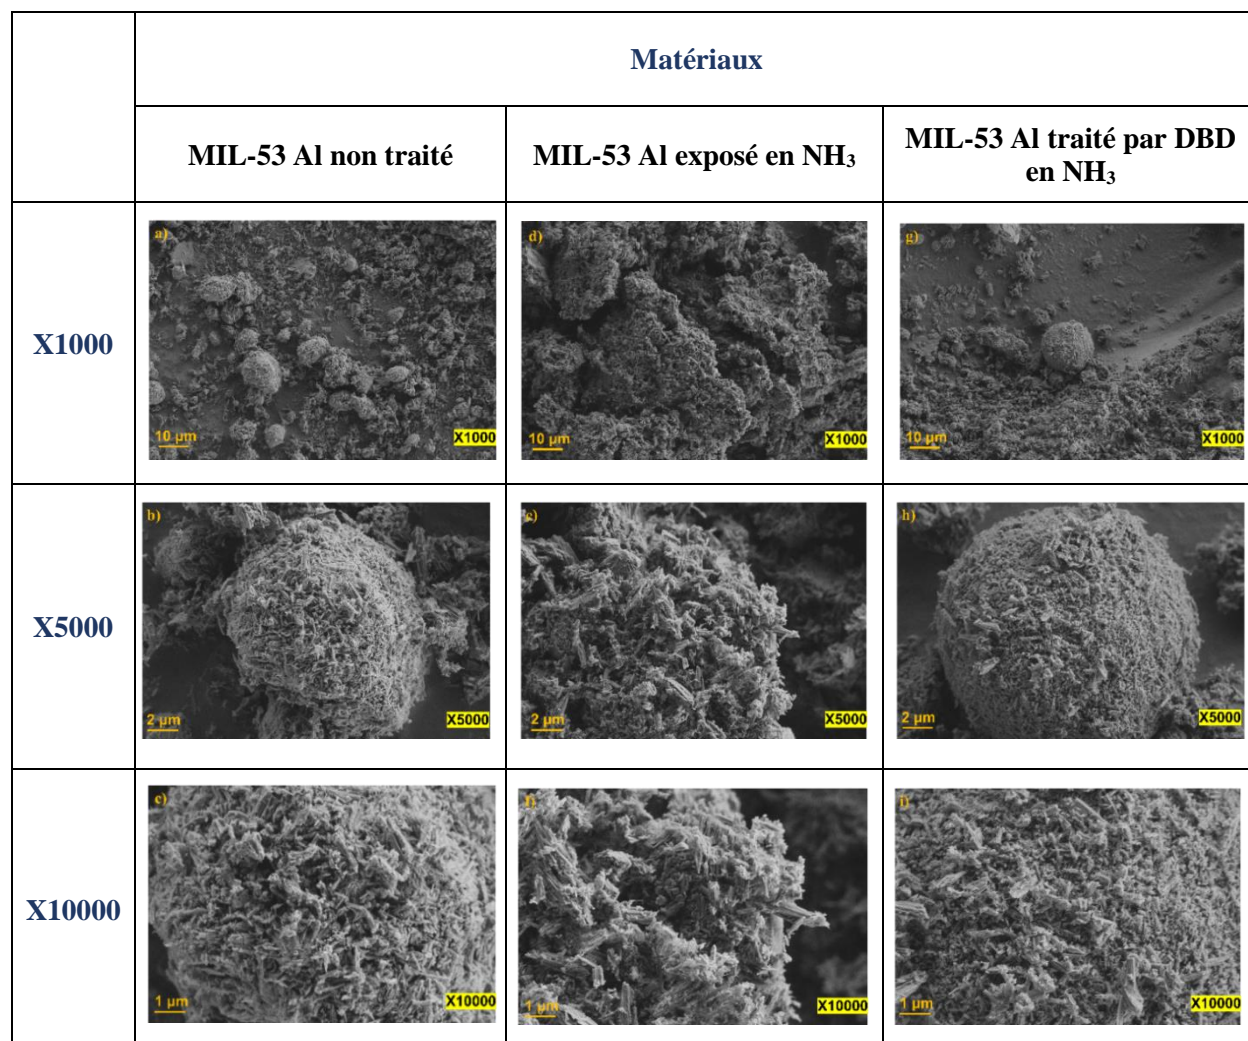 Matériaux
MIL-53 Al non traité
MIL-53 Al exposé en NH₃
MIL-53 Al traité par DBD
en NH₃
X1000
a)
10 µm
X1000
d)
10 µm
X1000
g)
10 µm
X1000
X5000
b)
2 µm
X5000
e)
2 µm
X5000
h)
2 µm
X5000
X10000
c)
1 µm
X10000
f)
1 µm
X10000
i)
1 µm
X10000